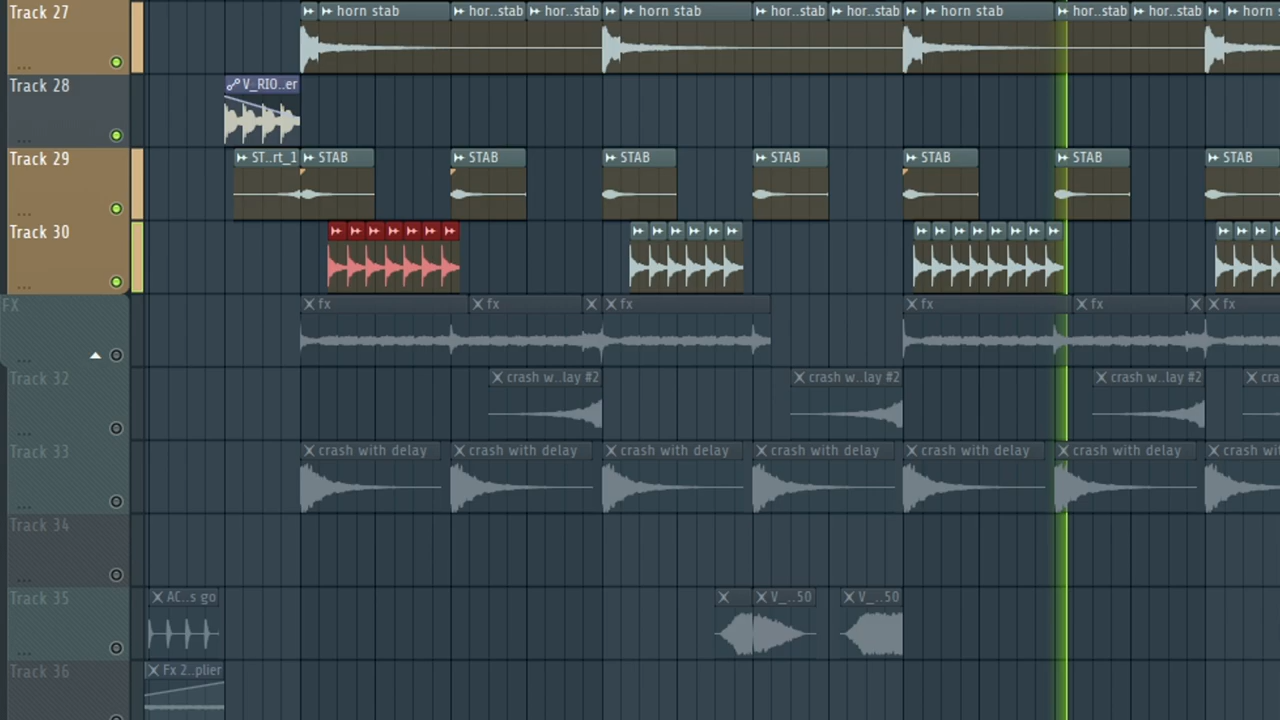 Track 27
horn stab
hor..stab
hor..stab
horn stab
hor..stab
hor..stab
horn stab
hor..stab
hor..stab
horn
Track 28
V_RIO..er
Track 29
ST..rt_1
STAB
STAB
STAB
STAB
STAB
STAB
STAB
Track 30
FX
fx
fx
fx
fx
fx
fx
Track 32
crash w..lay #2
crash w..lay #2
crash w..lay #2
cra
Track 33
crash with delay
crash with delay
crash with delay
crash with delay
crash with delay
crash with delay
crash wi
Track 34
Track 35
AC..s go
V_..50
V_..50
Track 36
Fx 2..plier